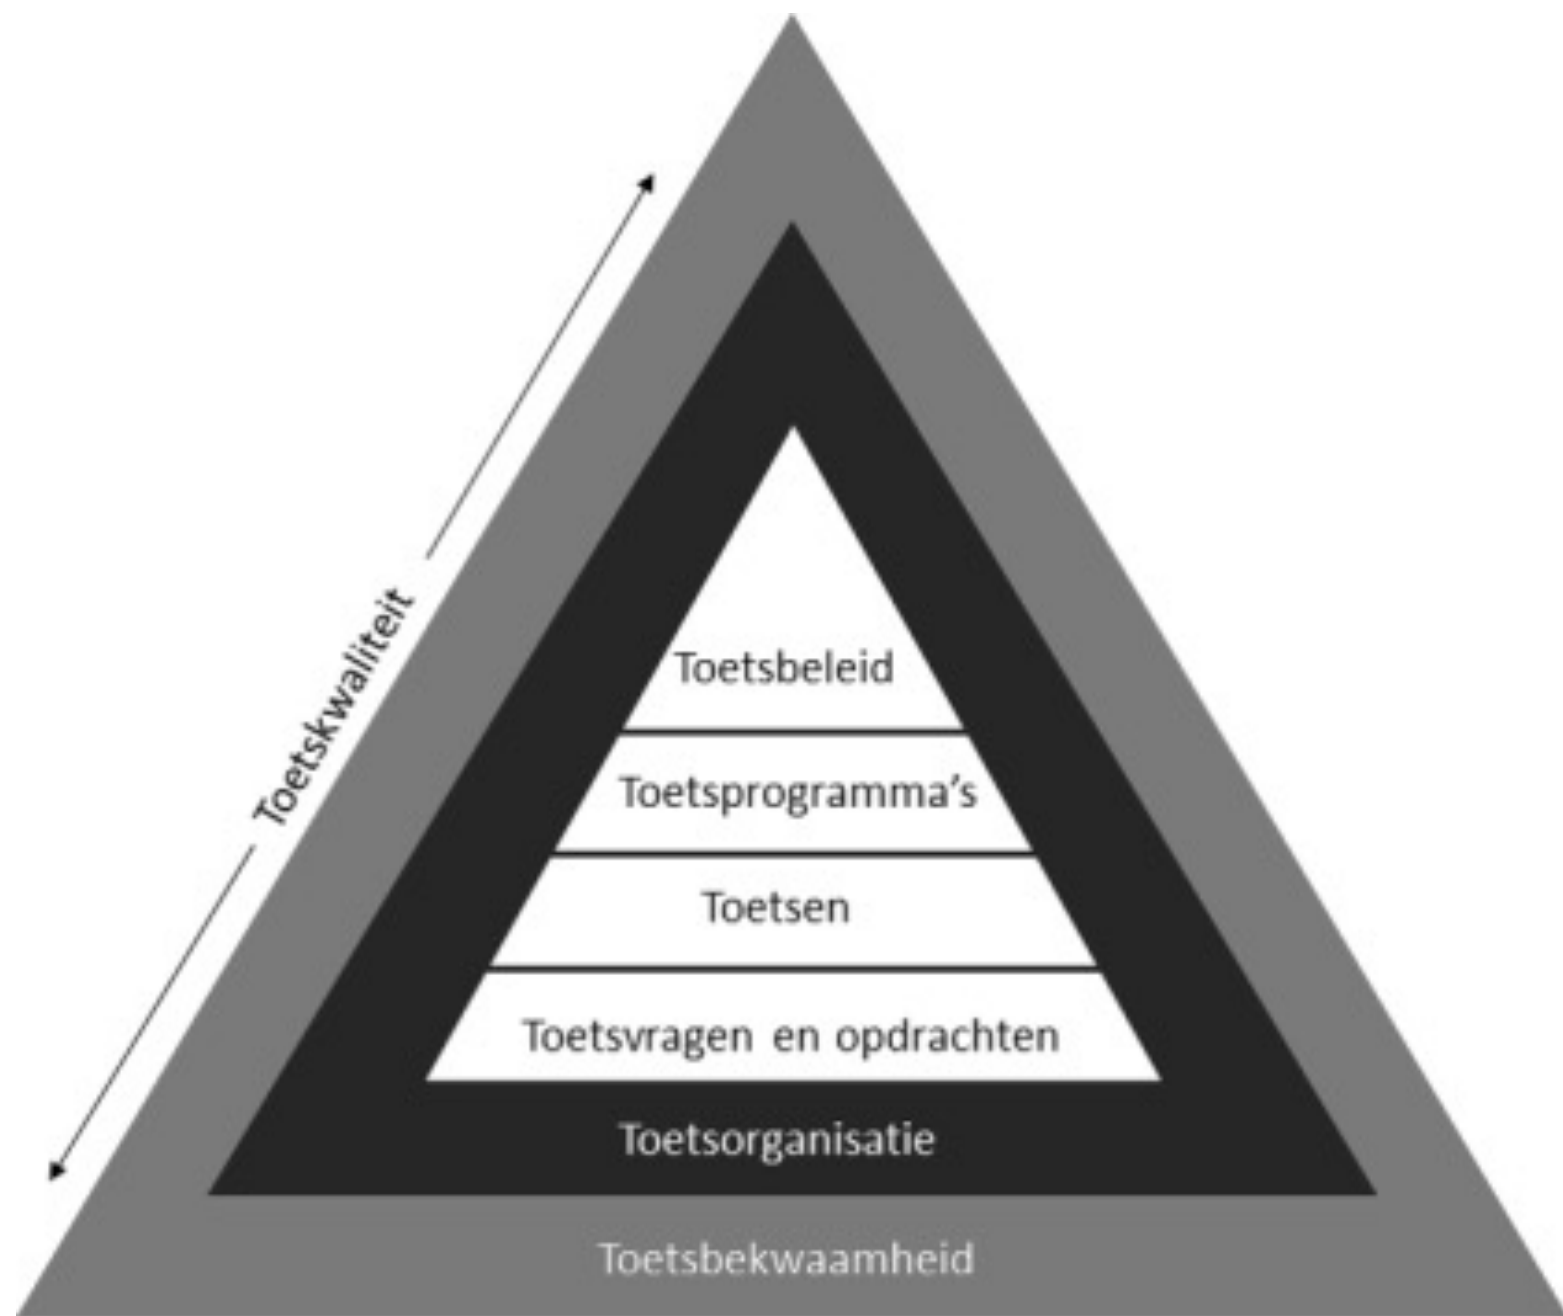 Toetskwaliteit
Toetsbeleid
Toetsprogramma’s
Toetsen
Toetsvragen en opdrachten
Toetsorganisatie
Toetsbekwaamheid